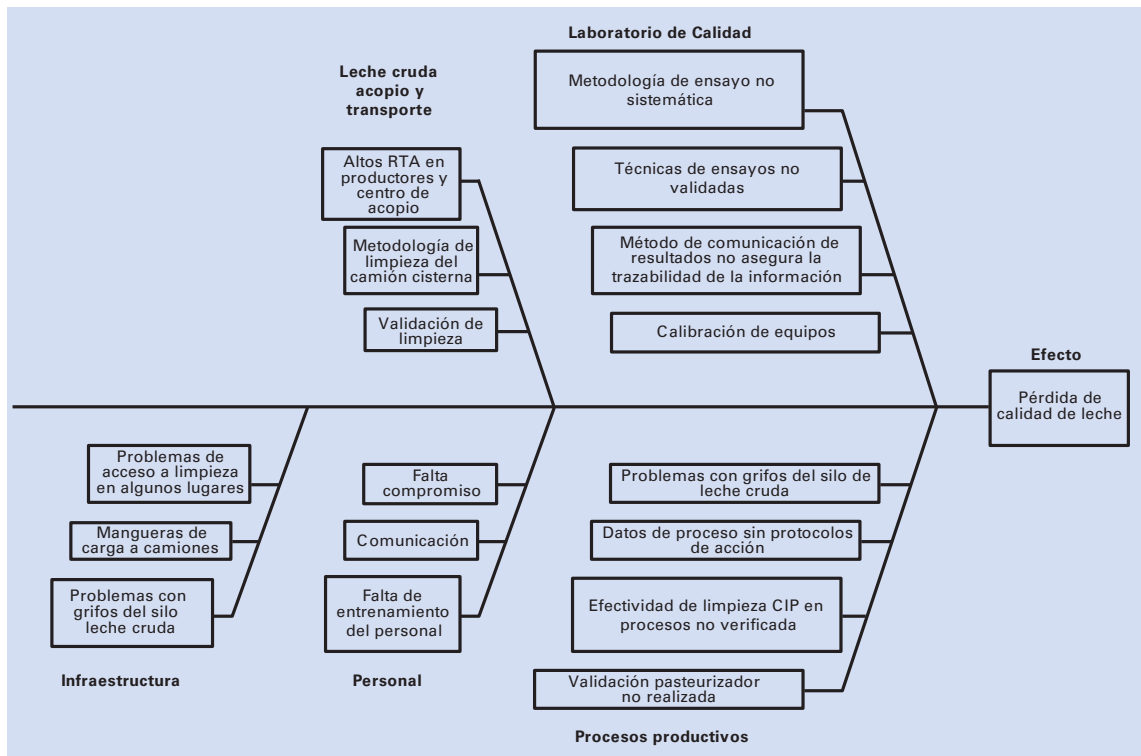 Laboratorio de Calidad
Metodología de ensayo no
sistemática
Leche cruda
acopio y
transporte
Altos RTA en
productores y
centro de
acopio
Técnicas de ensayos no
validadas
Metodología de
limpieza del
camión cisterna
Método de comunicación de
resultados no asegura la
trazabilidad de la información
Validación de
limpieza
Calibración de equipos
Efecto
Pérdida de
calidad de leche
Problemas de
acceso a limpieza
en algunos lugares
Mangueras de
carga a camiones
Problemas con
grifos del silo
leche cruda
Infraestructura
Falta
compromiso
Comunicación
Falta de
entrenamiento
del personal
Personal
Problemas con grifos del silo de
leche cruda
Datos de proceso sin protocolos
de acción
Efectividad de limpieza CIP en
procesos no verificada
Validación pasteurizador
no realizada
Procesos productivos